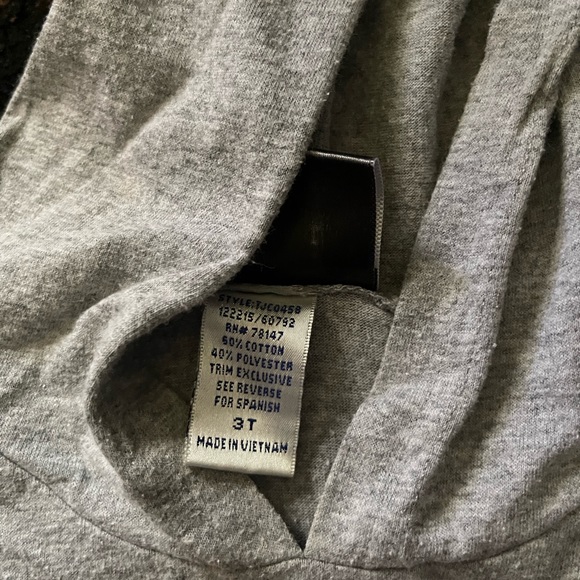 STYLE:TJC0458
122215/60792
RN# 78147
60% COTTON
40% POLYESTER
TRIM EXCLUSIVE
SEE REVERSE
FOR SPANISH
3T
MADE IN VIETNAM